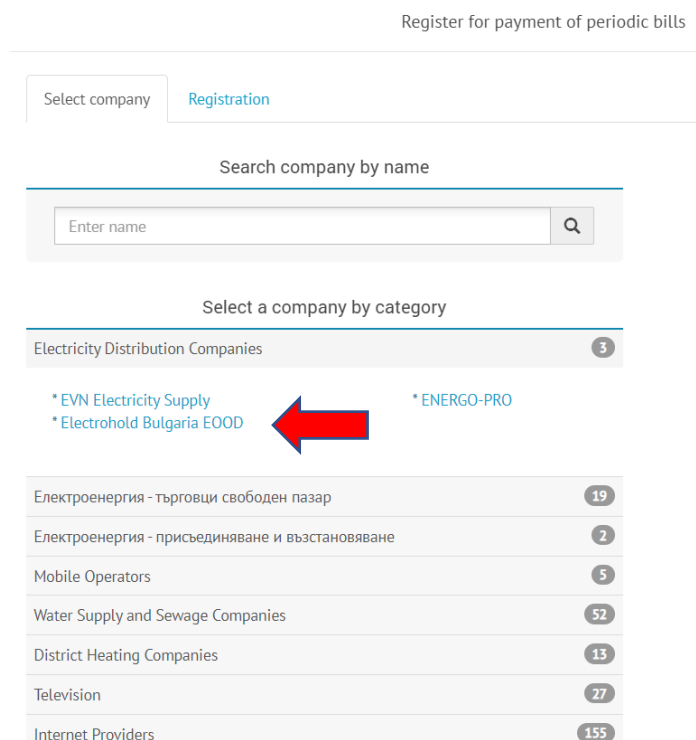 Register for payment of periodic bills
Select company Registration
Search company by name
Enter name
Select a company by category
Electricity Distribution Companies 3
* EVN Electricity Supply * ENERGO-PRO
* Electrohold Bulgaria EOOD
Електроенергия - търговци свободен пазар 19
Електроенергия - присъединяване и възстановяване 2
Mobile Operators 5
Water Supply and Sewage Companies 52
District Heating Companies 13
Television 27
Internet Providers 155